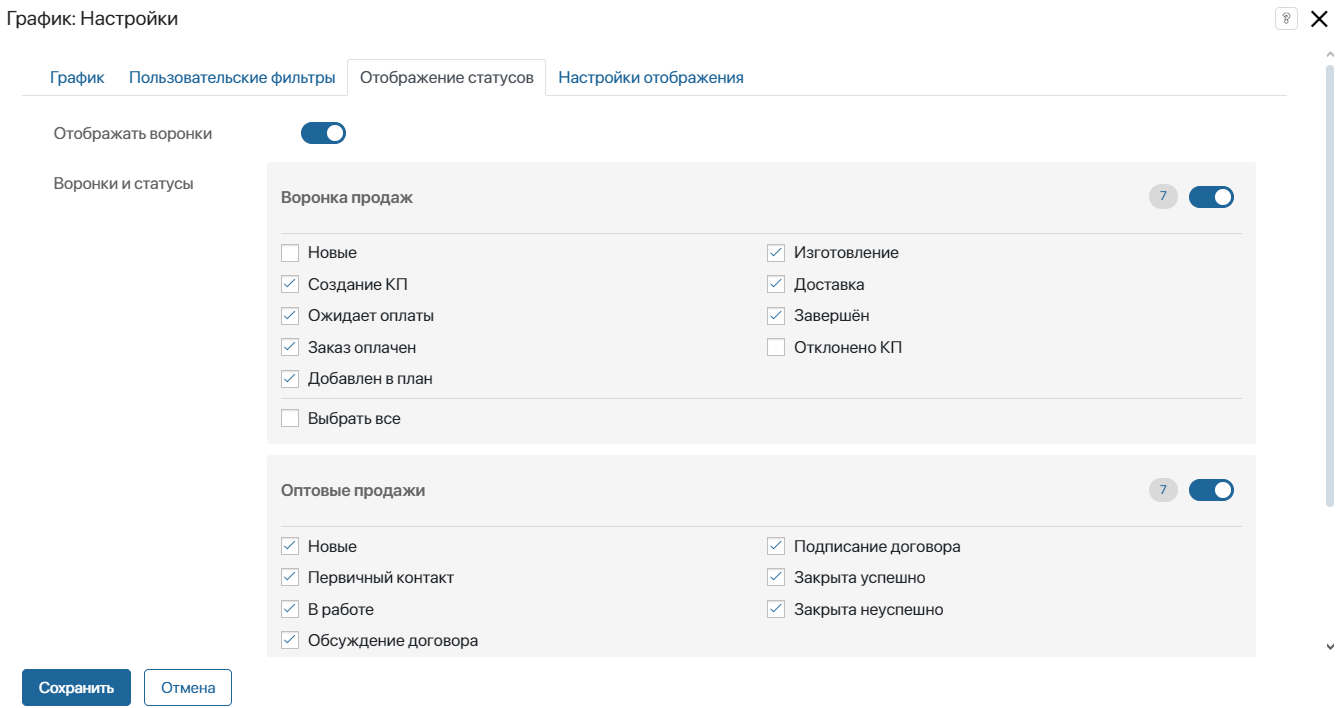 График: Настройки
?
График Пользовательские фильтры Отображение статусов Настройки отображения
Отображать воронки
Воронки и статусы
Воронка продаж 7
Новые
Создание КП
Ожидает оплаты
Заказ оплачен
Добавлен в план
Изготовление
Доставка
Завершён
Отклонено КП
Выбрать все
Оптовые продажи 7
Новые
Первичный контакт
В работе
Обсуждение договора
Подписание договора
Закрыта успешно
Закрыта неуспешно
Сохранить Отмена